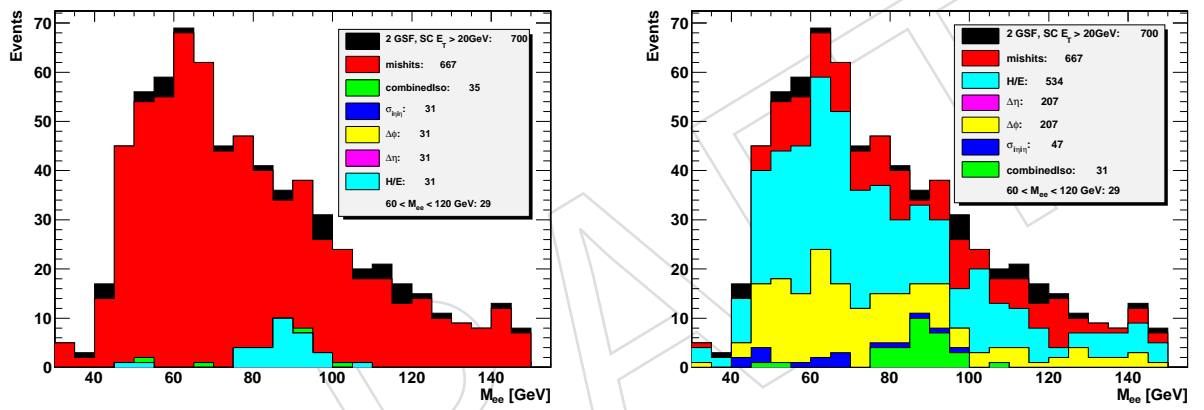 Events
70
60
50
40
30
20
10
0
2 GSF, SC E_T > 20GeV: 700
mishits: 667
combinedIso: 35
σ_iηiη: 31
Δϕ: 31
Δη: 31
H/E: 31
60 < M_ee < 120 GeV: 29
40 60 80 100 120 140
M_ee [GeV]
Events
70
60
50
40
30
20
10
0
2 GSF, SC E_T > 20GeV: 700
mishits: 667
H/E: 534
Δη: 207
Δϕ: 207
σ_iηiη: 47
combinedIso: 31
60 < M_ee < 120 GeV: 29
40 60 80 100 120 140
M_ee [GeV]